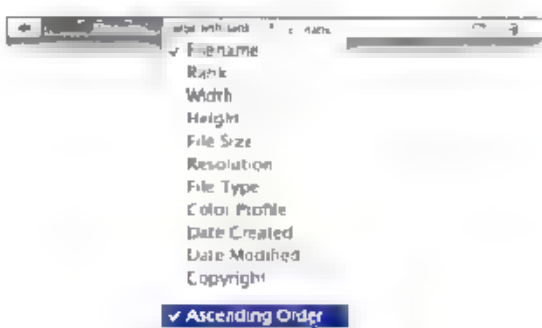 ✓ Filename
Rank
Width
Height
File Size
Resolution
File Type
Color Profile
Date Created
Date Modified
Copyright
✓ Ascending Order